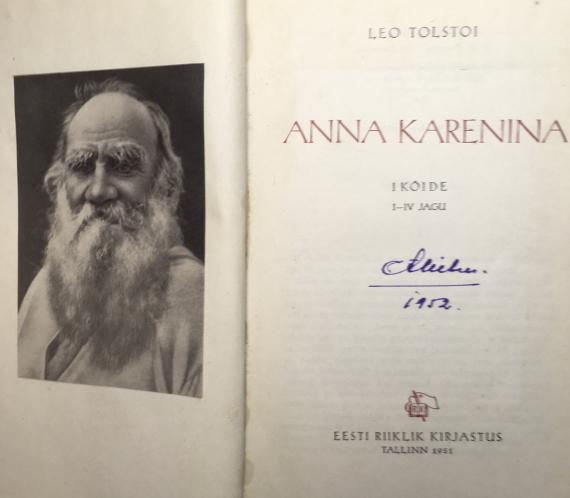 LEO TOLSTOI
ANNA KARENINA
I KÖIDE
I–IV JAGU
1952.
EESTI RIIKLIK KIRJASTUS
TALLINN 1951